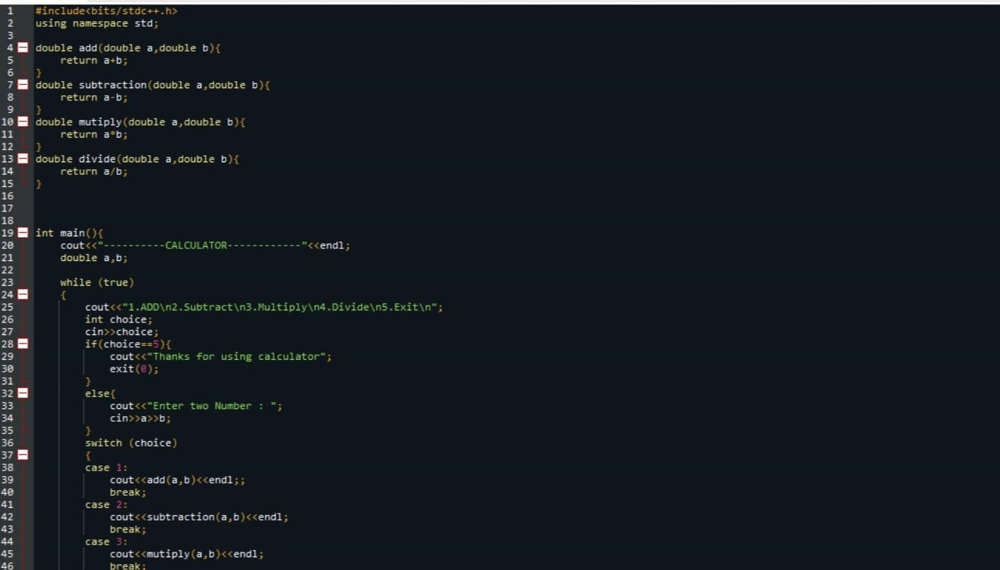 1 #include<bits/stdc++.h>
2 using namespace std;
3
4 double add(double a,double b){
5     return a+b;
6 }
7 double subtraction(double a,double b){
8     return a-b;
9 }
10 double mutiply(double a,double b){
11     return a*b;
12 }
13 double divide(double a,double b){
14     return a/b;
15 }
16
17
18
19 int main(){
20     cout<<"----------CALCULATOR------------"<<endl;
21     double a,b;
22
23     while (true)
24     {
25         cout<<"1.ADD\n2.Subtract\n3.Multiply\n4.Divide\n5.Exit\n";
26         int choice;
27         cin>>choice;
28         if(choice==5){
29             cout<<"Thanks for using calculator";
30             exit(0);
31         }
32         else{
33             cout<<"Enter two Number : ";
34             cin>>a>>b;
35         }
36         switch (choice)
37         {
38         case 1:
39             cout<<add(a,b)<<endl;;
40             break;
41         case 2:
42             cout<<subtraction(a,b)<<endl;
43             break;
44         case 3:
45             cout<<mutiply(a,b)<<endl;
46             break;